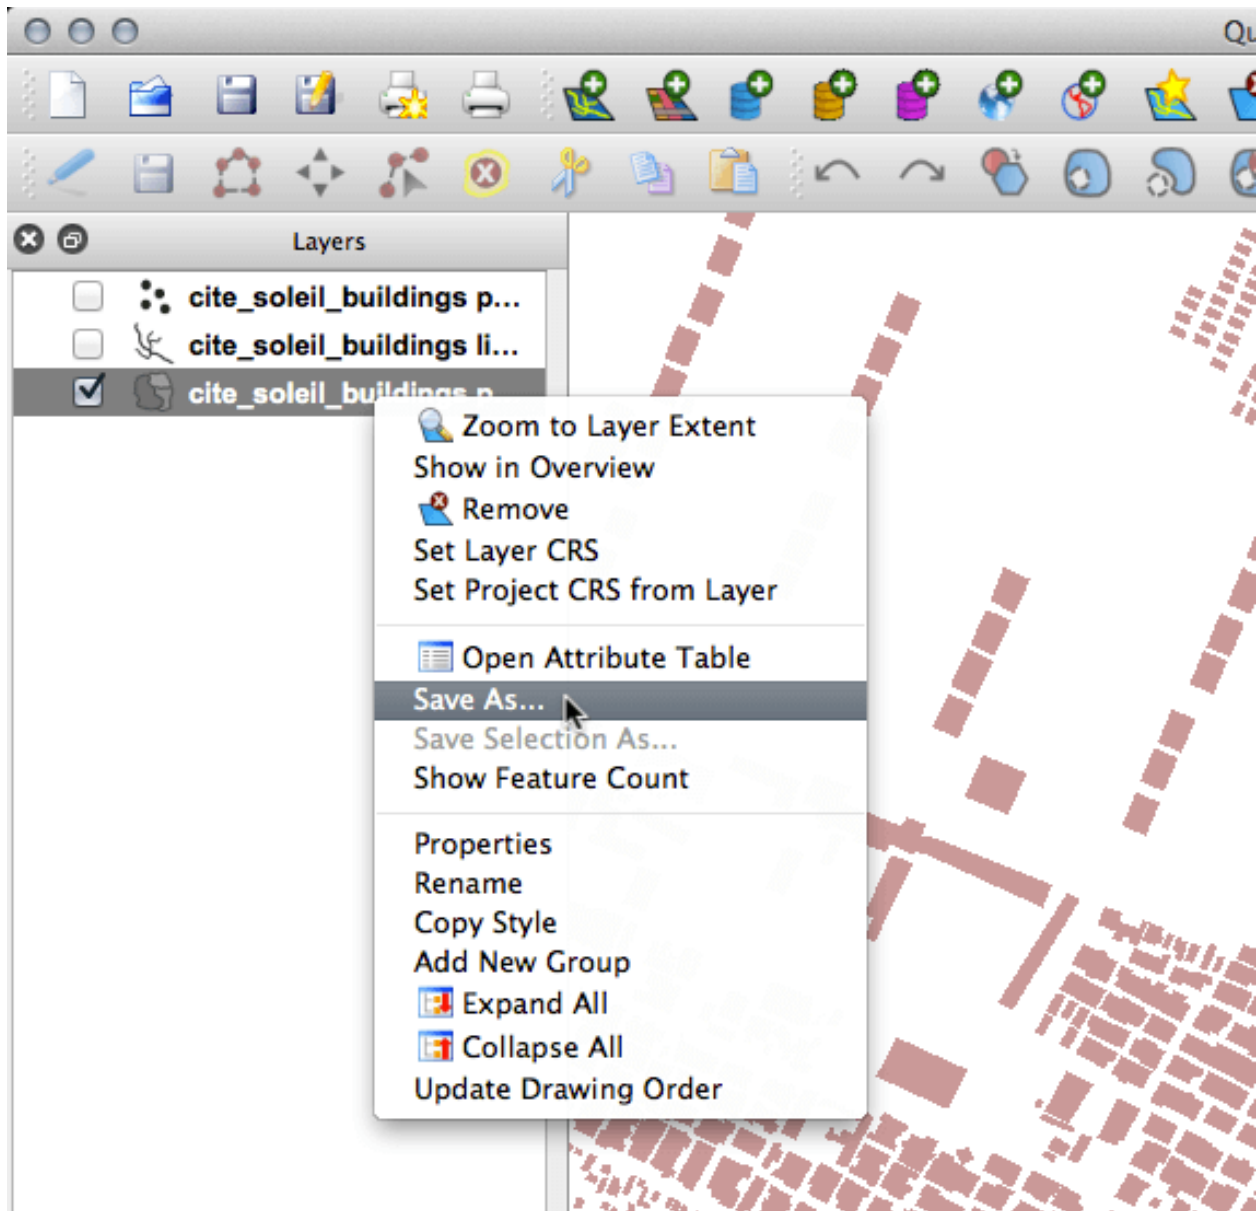 Qu
Layers
cite_soleil_buildings p...
cite_soleil_buildings li...
cite_soleil_buildings p
Zoom to Layer Extent
Show in Overview
Remove
Set Layer CRS
Set Project CRS from Layer
Open Attribute Table
Save As...
Save Selection As...
Show Feature Count
Properties
Rename
Copy Style
Add New Group
Expand All
Collapse All
Update Drawing Order